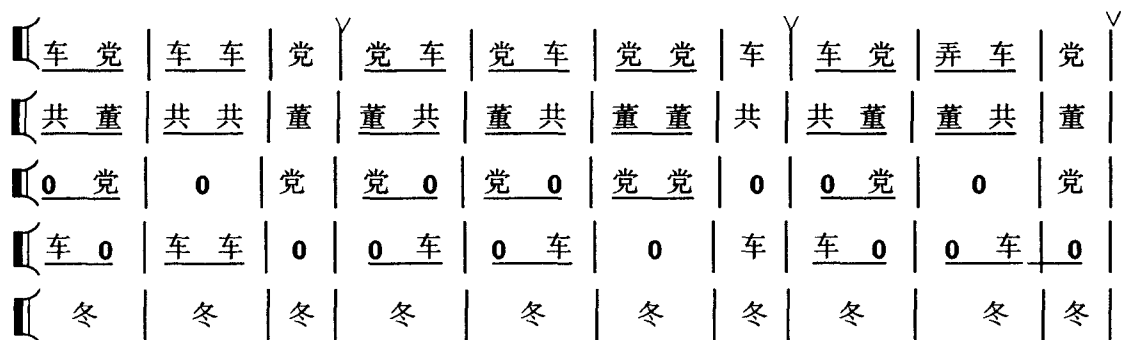 车 党 | 车 车 | 党 | 党 车 | 党 车 | 党 党 | 车 | 车 党 | 弄 车 | 党 |
共 董 | 共 共 | 董 | 董 共 | 董 共 | 董 董 | 共 | 共 董 | 董 共 | 董 |
0 党 | 0 | 党 | 党 0 | 党 0 | 党 党 | 0 | 0 党 | 0 | 党 |
车 0 | 车 车 | 0 | 0 车 | 0 车 | 0 | 车 | 车 0 | 0 车 | 0 |
冬 | 冬 | 冬 | 冬 | 冬 | 冬 | 冬 | 冬 | 冬 | 冬 |